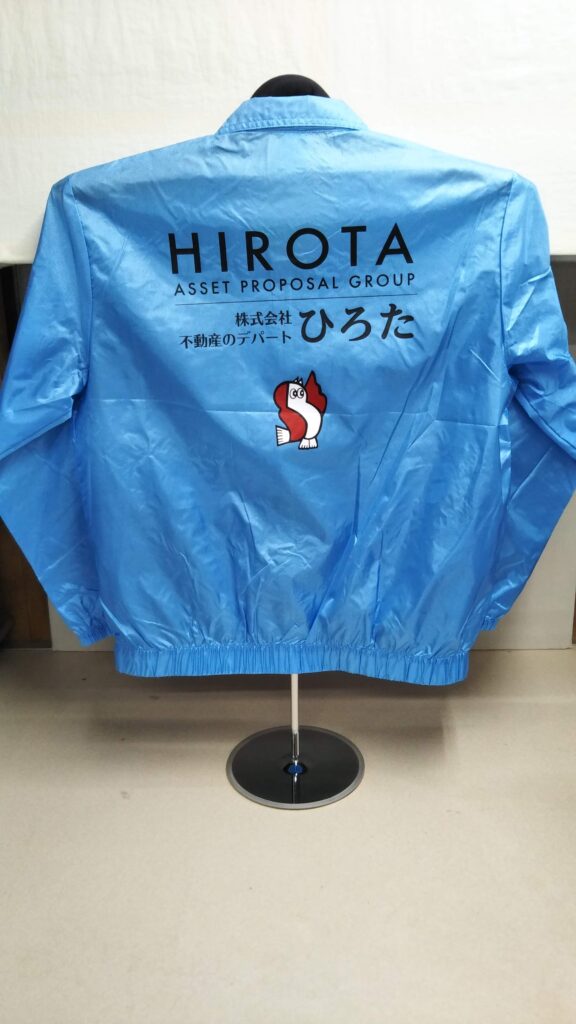 HIROTA
ASSET PROPOSAL GROUP
株式会社
不動産のデパート ひろた